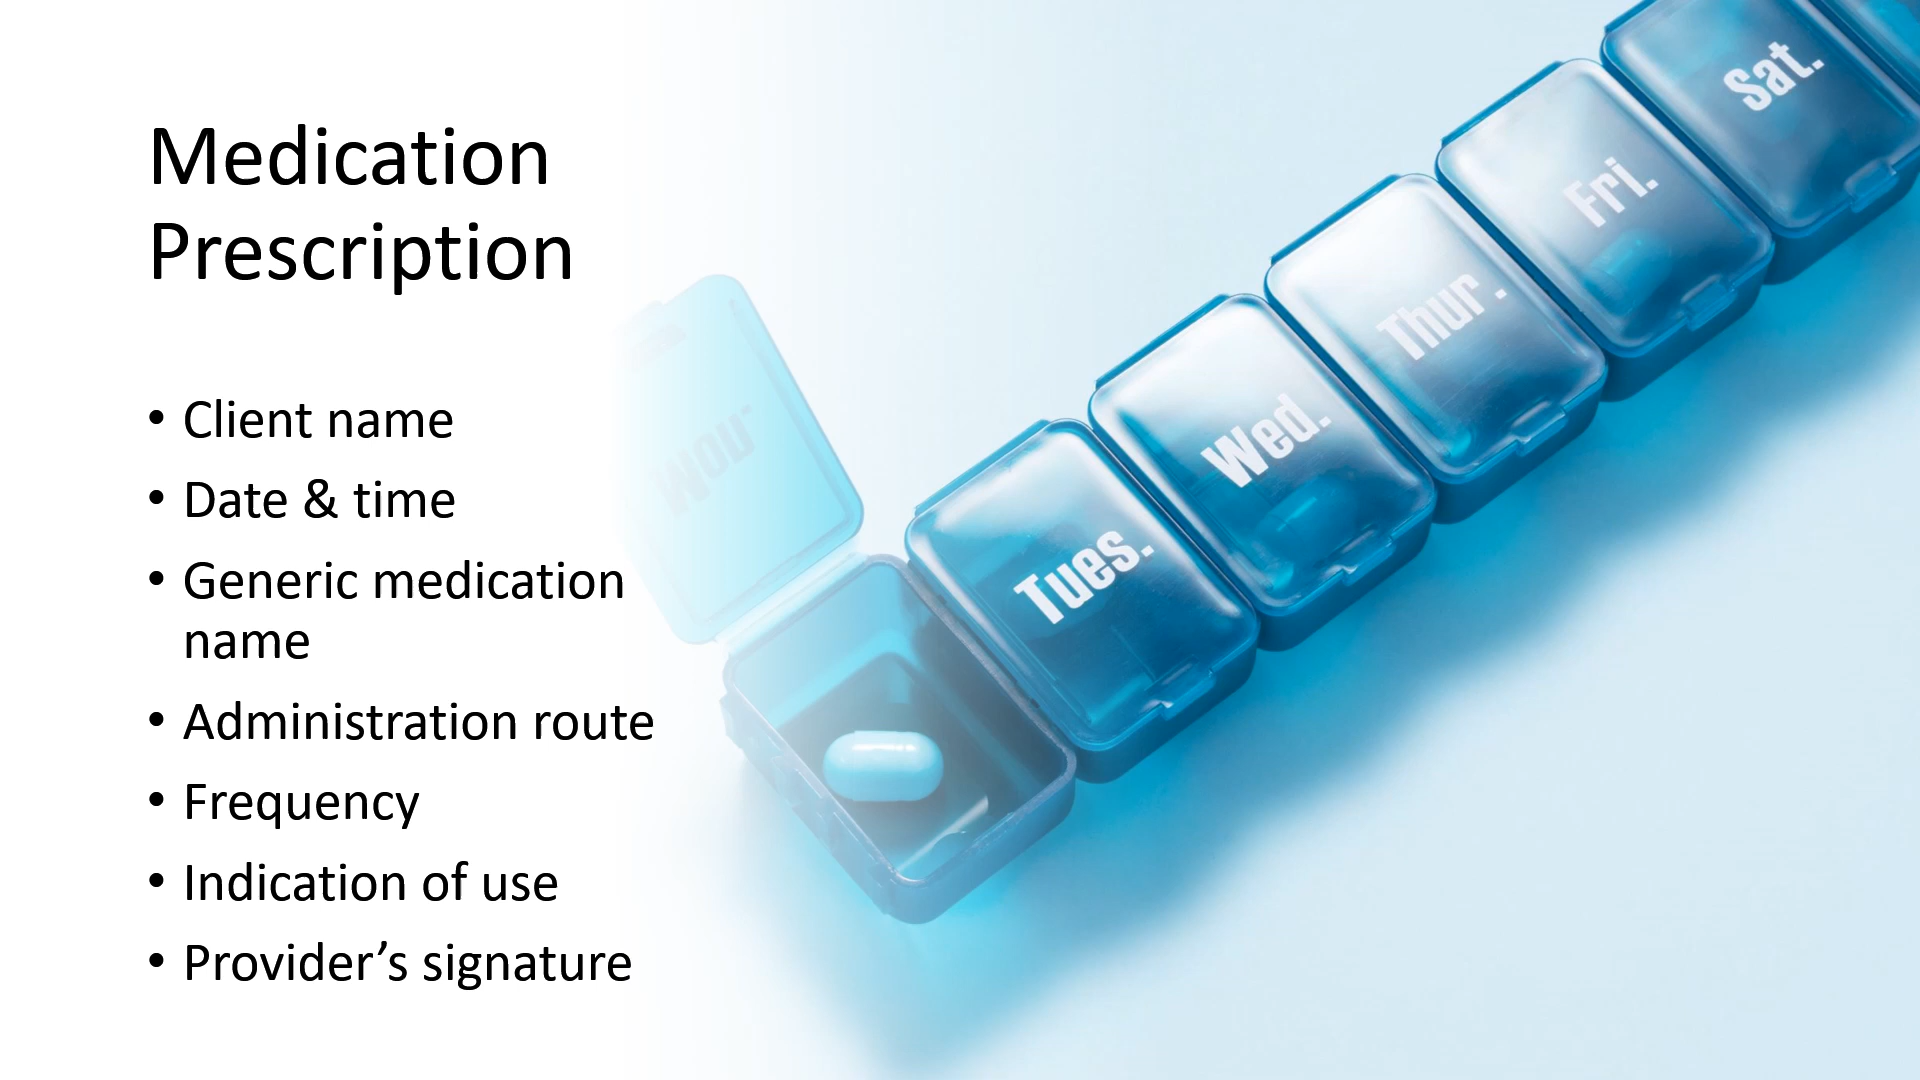 Medication
Prescription
• Client name
• Date & time
• Generic medication
name
• Administration route
• Frequency
• Indication of use
• Provider’s signature
Mon.
Tues.
Wed.
Thur.
Fri.
Sat.